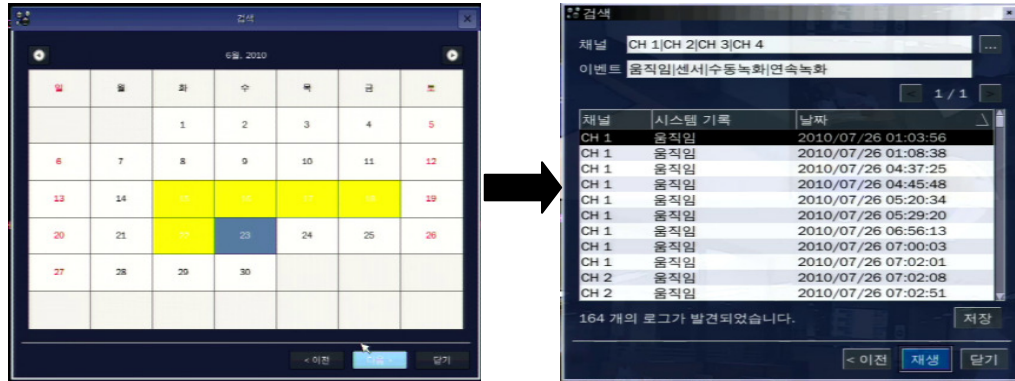 검색
6월, 2010
일 월 화 수 목 금 토
1 2 3 4 5
6 7 8 9 10 11 12
13 14 15 16 17 18 19
20 21 22 23 24 25 26
27 28 29 30
< 이전 다음 > 닫기
검색
채널 CH 1|CH 2|CH 3|CH 4 ...
이벤트 움직임|센서|수동녹화|연속녹화
< 1 / 1 >
채널 시스템 기록 날짜
CH 1 움직임 2010/07/26 01:03:56
CH 1 움직임 2010/07/26 01:08:38
CH 1 움직임 2010/07/26 04:37:25
CH 1 움직임 2010/07/26 04:45:48
CH 1 움직임 2010/07/26 05:20:34
CH 1 움직임 2010/07/26 05:29:20
CH 1 움직임 2010/07/26 06:56:13
CH 1 움직임 2010/07/26 07:00:03
CH 1 움직임 2010/07/26 07:02:01
CH 2 움직임 2010/07/26 07:02:08
CH 2 움직임 2010/07/26 07:02:51
164 개의 로그가 발견되었습니다. 저장
< 이전 재생 닫기